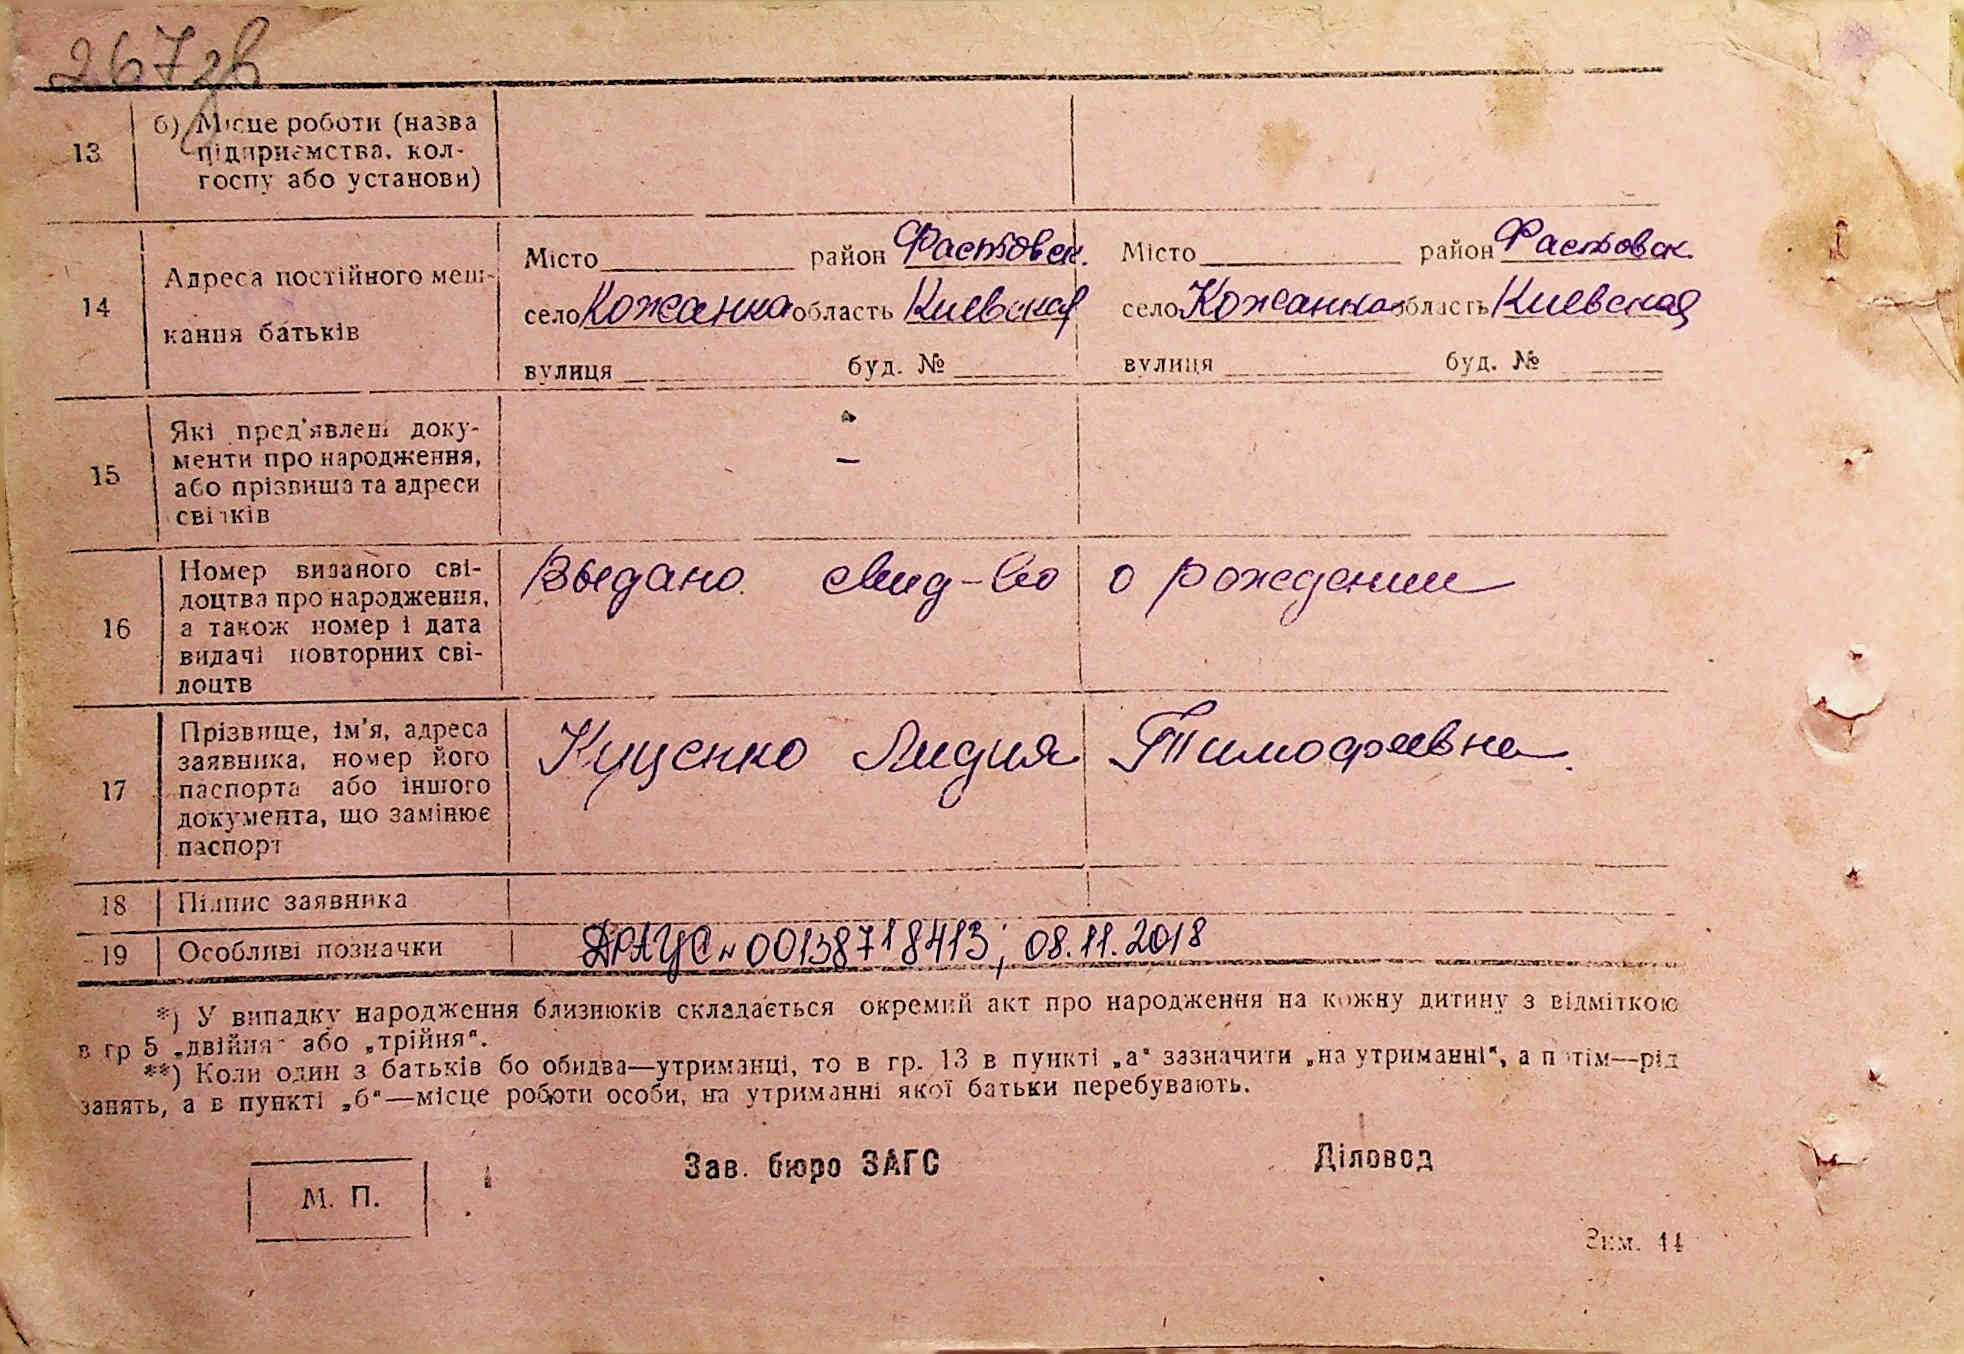 267зв
13 б) Місце роботи (назва
підприємства, кол-
госпу або установи)
14 Адреса постійного меш-
кання батьків
Місто район Фастовск. Місто район Фастовск.
село Кожанка область Киевская село Кожанка область Киевская
вулиця буд. № вулиця буд. №
15 Які пред'явлені доку-
менти про народження,
або прізвища та адреси
свідків
–
16 Номер виданого сві-
доцтва про народження,
а також номер і дата
видачі повторних сві-
доцтв
Выдано свид-во о рождении
17 Прізвище, ім'я, адреса
заявника, номер його
паспорта або іншого
документа, що замінює
паспорт
Куценко Лидия Тимофеевна.
18 Підпис заявника
19 Особливі позначки ДРАЦС № 00138718413; 08.11.2018
*) У випадку народження близнюків складається окремий акт про народження на кожну дитину з відміткою
в гр 5 „двійня" або „трійня".
**) Коли один з батьків бо обидва—утриманці, то в гр. 13 в пункті „а" зазначити „на утриманні", а потім—рід
занять, а в пункті „б"—місце роботи особи, на утриманні якої батьки перебувають.
Зав. бюро ЗАГС Діловод
М. П.
Зим. 14